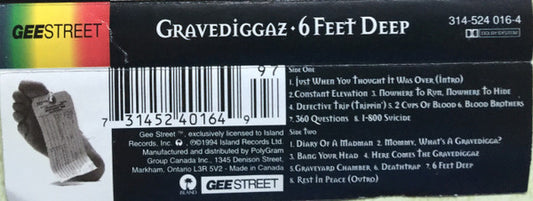 GEESTREET
GRAVEDIGGAZ · 6 FEET DEEP
314-524 016-4
DOLBY SYSTEM
SIDE ONE
1. JUST WHEN YOU THOUGHT IT WAS OVER (INTRO)
2. CONSTANT ELEVATION 3. NOWHERE TO RUN, NOWHERE TO HIDE
4. DEFECTIVE TRIP (TRIPPIN') 5. 2 CUPS OF BLOOD 6. BLOOD BROTHERS
7. 360 QUESTIONS 8. 1-800 SUICIDE
SIDE TWO
1. DIARY OF A MADMAN 2. MOMMY, WHAT'S A GRAVEDIGGA?
3. BANG YOUR HEAD 4. HERE COMES THE GRAVEDIGGAZ
5. GRAVEYARD CHAMBER 6. DEATHTRAP 7. 6 FEET DEEP
8. REST IN PEACE (OUTRO)
97
7 31452 40164 9
Gee Street ™, exclusively licensed to Island
Records, Inc. ℗ ©1994 Island Records Ltd.
Manufactured and distributed by PolyGram
Group Canada Inc., 1345 Denison Street,
Markham, Ontario L3R 5V2 - Made in Canada
ISLAND
GEESTREET